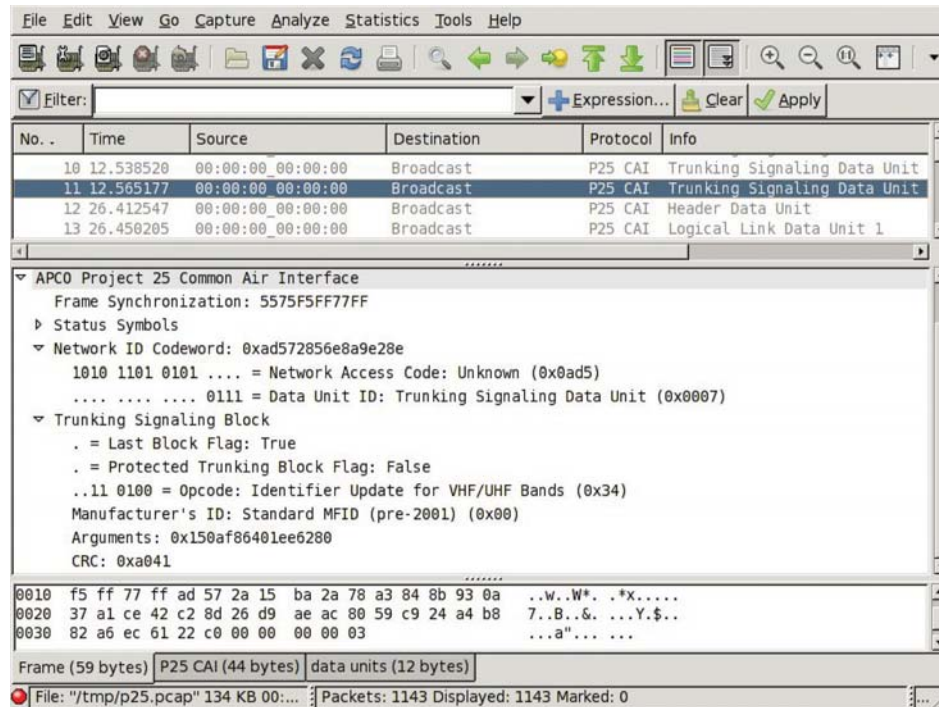 File Edit View Go Capture Analyze Statistics Tools Help
Filter: Expression... Clear Apply
No. . Time Source Destination Protocol Info
10 12.538520 00:00:00_00:00:00 Broadcast P25 CAI Trunking Signaling Data Unit
11 12.565177 00:00:00_00:00:00 Broadcast P25 CAI Trunking Signaling Data Unit
12 26.412547 00:00:00_00:00:00 Broadcast P25 CAI Header Data Unit
13 26.450205 00:00:00_00:00:00 Broadcast P25 CAI Logical Link Data Unit 1
APCO Project 25 Common Air Interface
Frame Synchronization: 5575F5FF77FF
Status Symbols
Network ID Codeword: 0xad572856e8a9e28e
1010 1101 0101 .... = Network Access Code: Unknown (0x0ad5)
.... .... .... 0111 = Data Unit ID: Trunking Signaling Data Unit (0x0007)
Trunking Signaling Block
. = Last Block Flag: True
. = Protected Trunking Block Flag: False
..11 0100 = Opcode: Identifier Update for VHF/UHF Bands (0x34)
Manufacturer's ID: Standard MFID (pre-2001) (0x00)
Arguments: 0x150af86401ee6280
CRC: 0xa041
0010 f5 ff 77 ff ad 57 2a 15 ba 2a 78 a3 84 8b 93 0a ..w..W*. .*x.....
0020 37 a1 ce 42 c2 8d 26 d9 ae ac 80 59 c9 24 a4 b8 7..B..&. ...Y.$..
0030 82 a6 ec 61 22 c0 00 00 00 00 03 ...a"... ...
Frame (59 bytes) P25 CAI (44 bytes) data units (12 bytes)
File: "/tmp/p25.pcap" 134 KB 00:... Packets: 1143 Displayed: 1143 Marked: 0